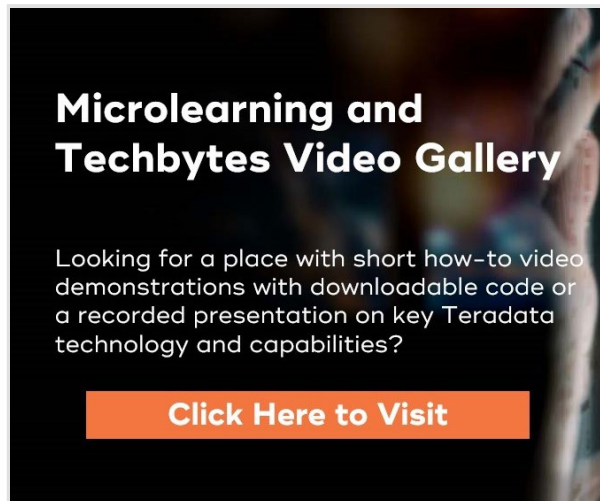 Microlearning and
Techbytes Video Gallery
Looking for a place with short how-to video
demonstrations with downloadable code or
a recorded presentation on key Teradata
technology and capabilities?
Click Here to Visit